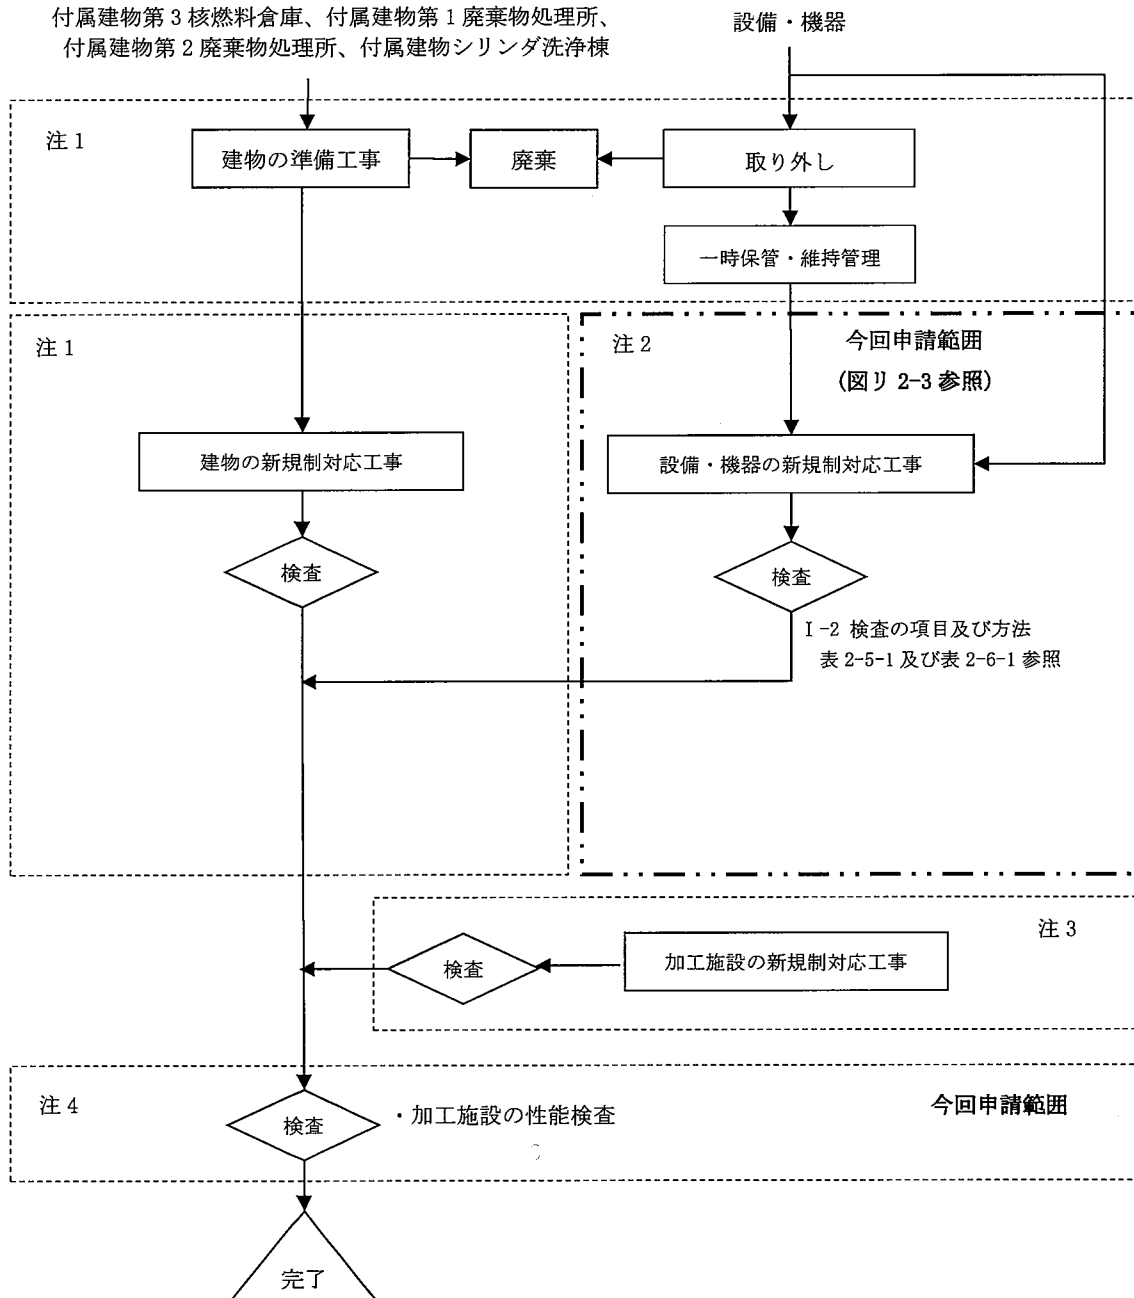 付属建物第3核燃料倉庫、付属建物第1廃棄物処理所、
付属建物第2廃棄物処理所、付属建物シリンダ洗浄棟
設備・機器
注1
建物の準備工事
廃棄
取り外し
一時保管・維持管理
注1
注2
今回申請範囲
(図リ 2-3 参照)
建物の新規制対応工事
設備・機器の新規制対応工事
検査
検査
Ⅰ-2 検査の項目及び方法
表 2-5-1 及び表 2-6-1 参照
注3
検査
加工施設の新規制対応工事
注4
検査
・加工施設の性能検査
今回申請範囲
完了